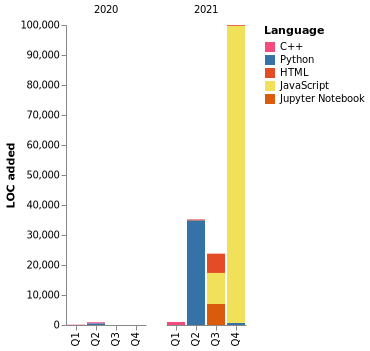 2020 2021
Language
C++
Python
HTML
JavaScript
Jupyter Notebook
LOC added
100,000
90,000
80,000
70,000
60,000
50,000
40,000
30,000
20,000
10,000
0
Q1 Q2 Q3 Q4 Q1 Q2 Q3 Q4